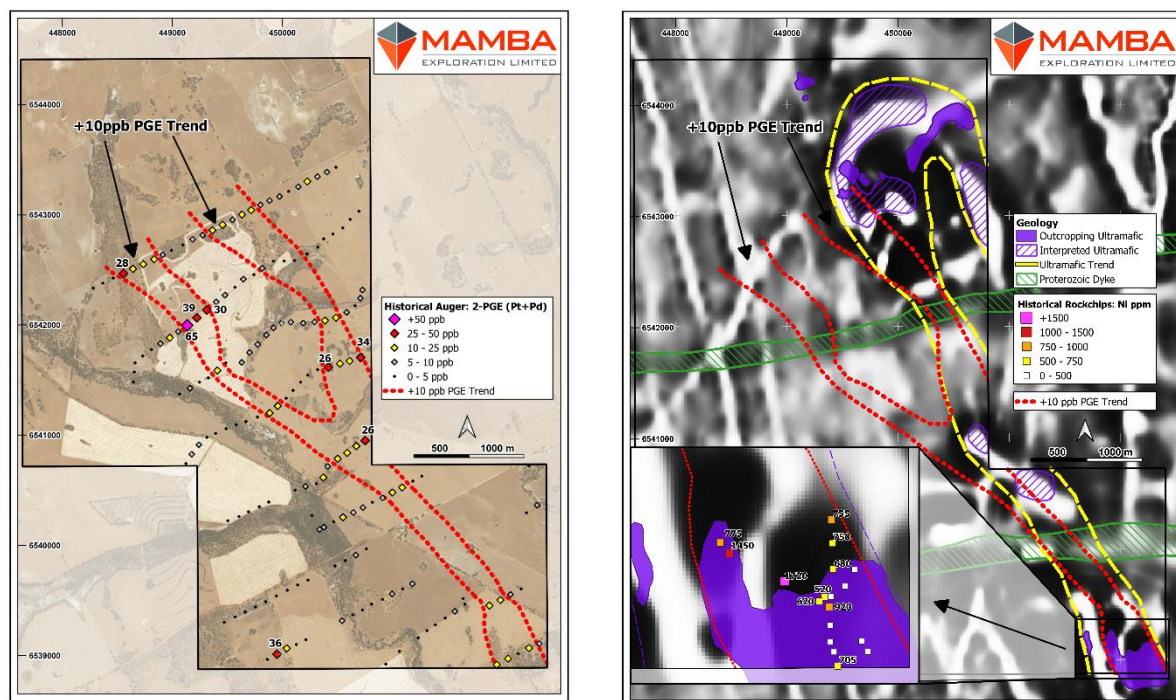 448000
449000
450000
MAMBA
EXPLORATION LIMITED
6544000
+10ppb PGE Trend
6543000
28
39
30
65
6542000
26
34
26
6541000
6540000
36
6539000
Historical Auger: 2-PGE (Pt+Pd)
+50 ppb
25 - 50 ppb
10 - 25 ppb
5 - 10 ppb
0 - 5 ppb
+10 ppb PGE Trend
500 1000 m
448000
449000
450000
MAMBA
EXPLORATION LIMITED
6544000
+10ppb PGE Trend
6543000
6542000
6541000
Geology
Outcropping Ultramafic
Interpreted Ultramafic
Ultramafic Trend
Proterozoic Dyke
Historical Rockchips: Ni ppm
+1500
1000 - 1500
750 - 1000
500 - 750
0 - 500
+10 ppb PGE Trend
500 1000 m
775
1450
1720
750
680
520
620
920
705